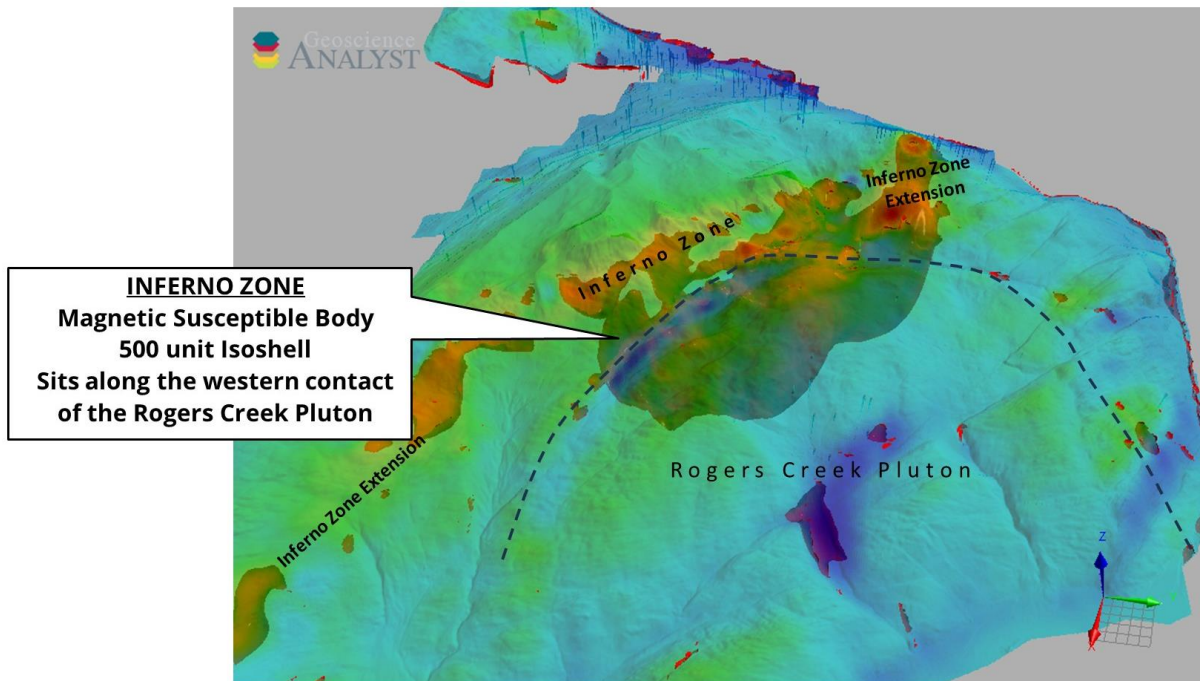 Geoscience
ANALYST
Inferno Zone
Extension
Inferno Zone
INFERNO ZONE
Magnetic Susceptible Body
500 unit Isoshell
Sits along the western contact
of the Rogers Creek Pluton
Inferno Zone Extension
Rogers Creek Pluton
Z
X